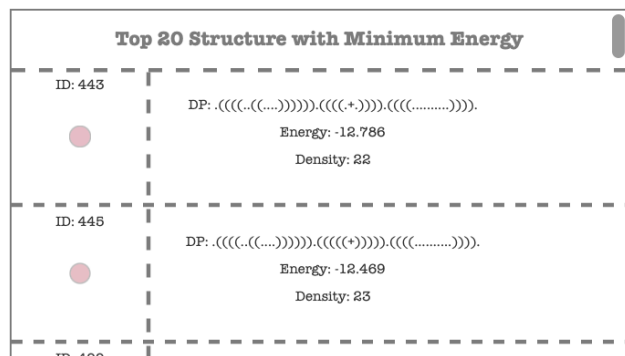 Top 20 Structure with Minimum Energy
ID: 443
DP: .((((..((....)))))).((((.+.)))).((((.........)))).
Energy: -12.786
Density: 22
ID: 445
DP: .((((..((....)))))).(((((+))))).((((.........)))).
Energy: -12.469
Density: 23